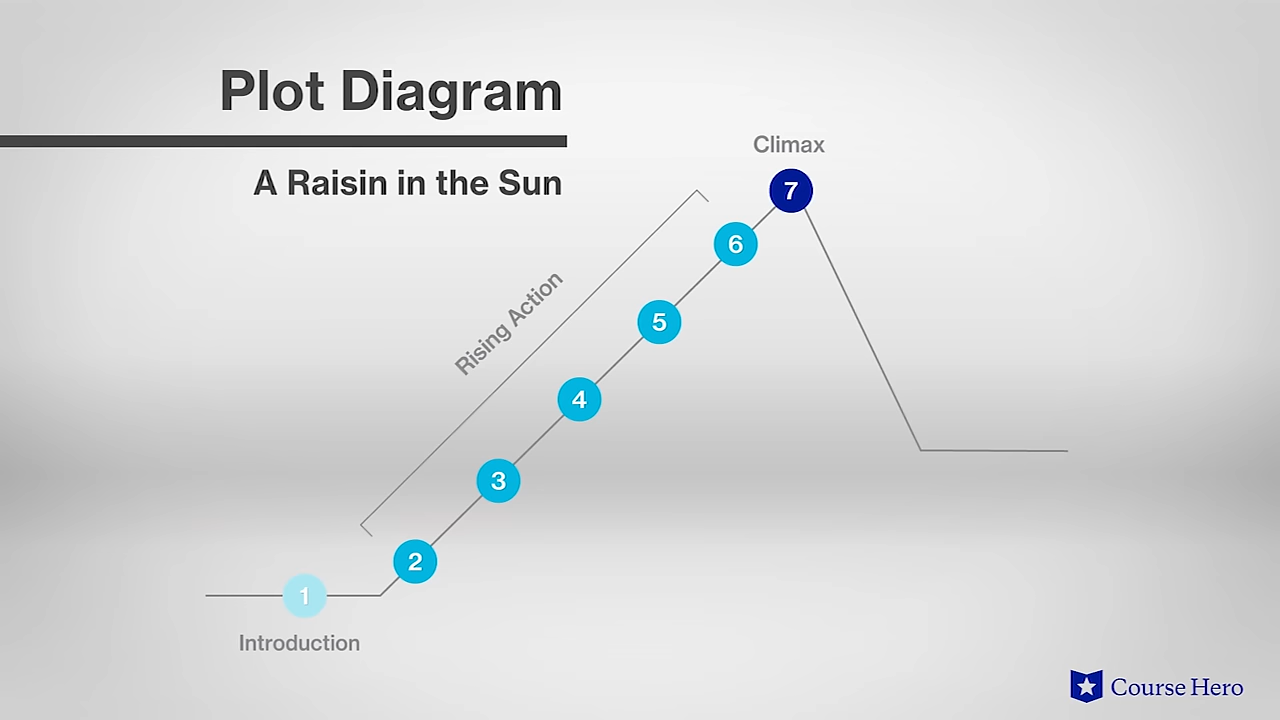 Plot Diagram
A Raisin in the Sun
Climax
7
6
Rising Action
5
4
3
2
1
Introduction
Course Hero